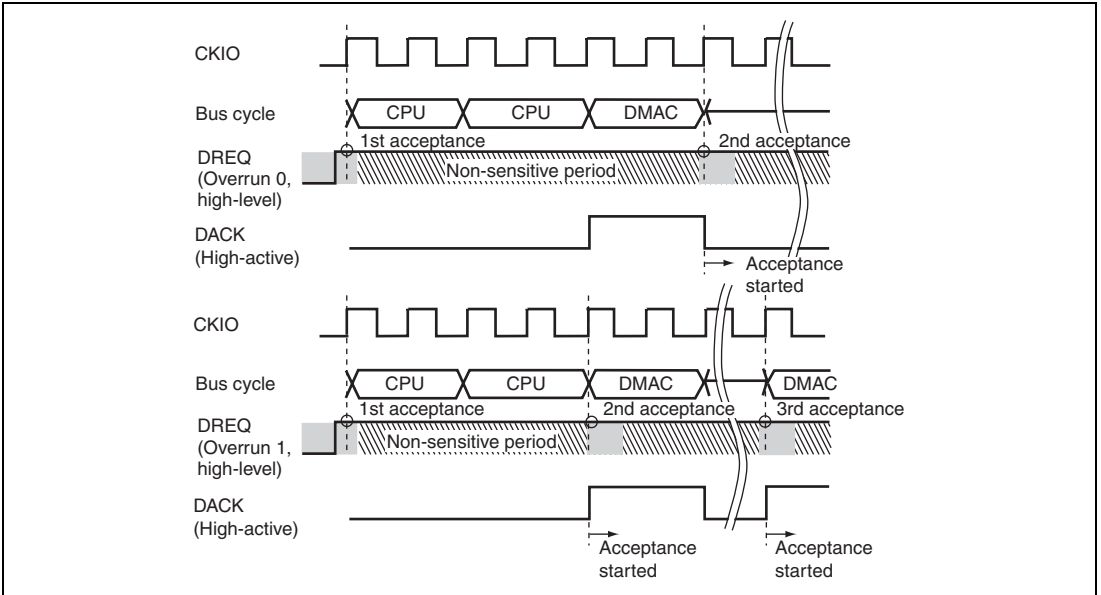 CKIO
Bus cycle
CPU
CPU
DMAC
1st acceptance
2nd acceptance
DREQ
(Overrun 0,
high-level)
Non-sensitive period
DACK
(High-active)
Acceptance
started
CKIO
Bus cycle
CPU
CPU
DMAC
DMAC
1st acceptance
2nd acceptance
3rd acceptance
DREQ
(Overrun 1,
high-level)
Non-sensitive period
DACK
(High-active)
Acceptance
started
Acceptance
started